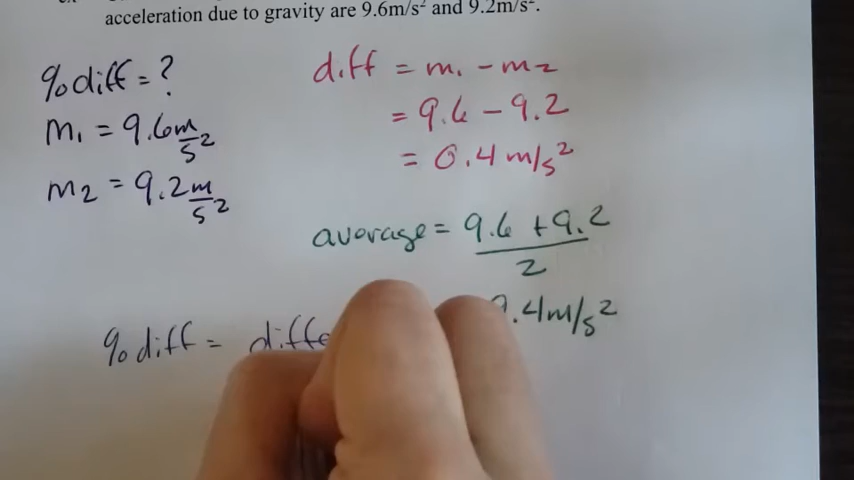 acceleration due to gravity are 9.6m/s² and 9.2m/s².
% diff = ?
m₁ = 9.6 m/s²
m₂ = 9.2 m/s²
diff = m₁ - m₂
= 9.6 - 9.2
= 0.4 m/s²
average = 9.6 + 9.2
2
.4m/s²
% diff =